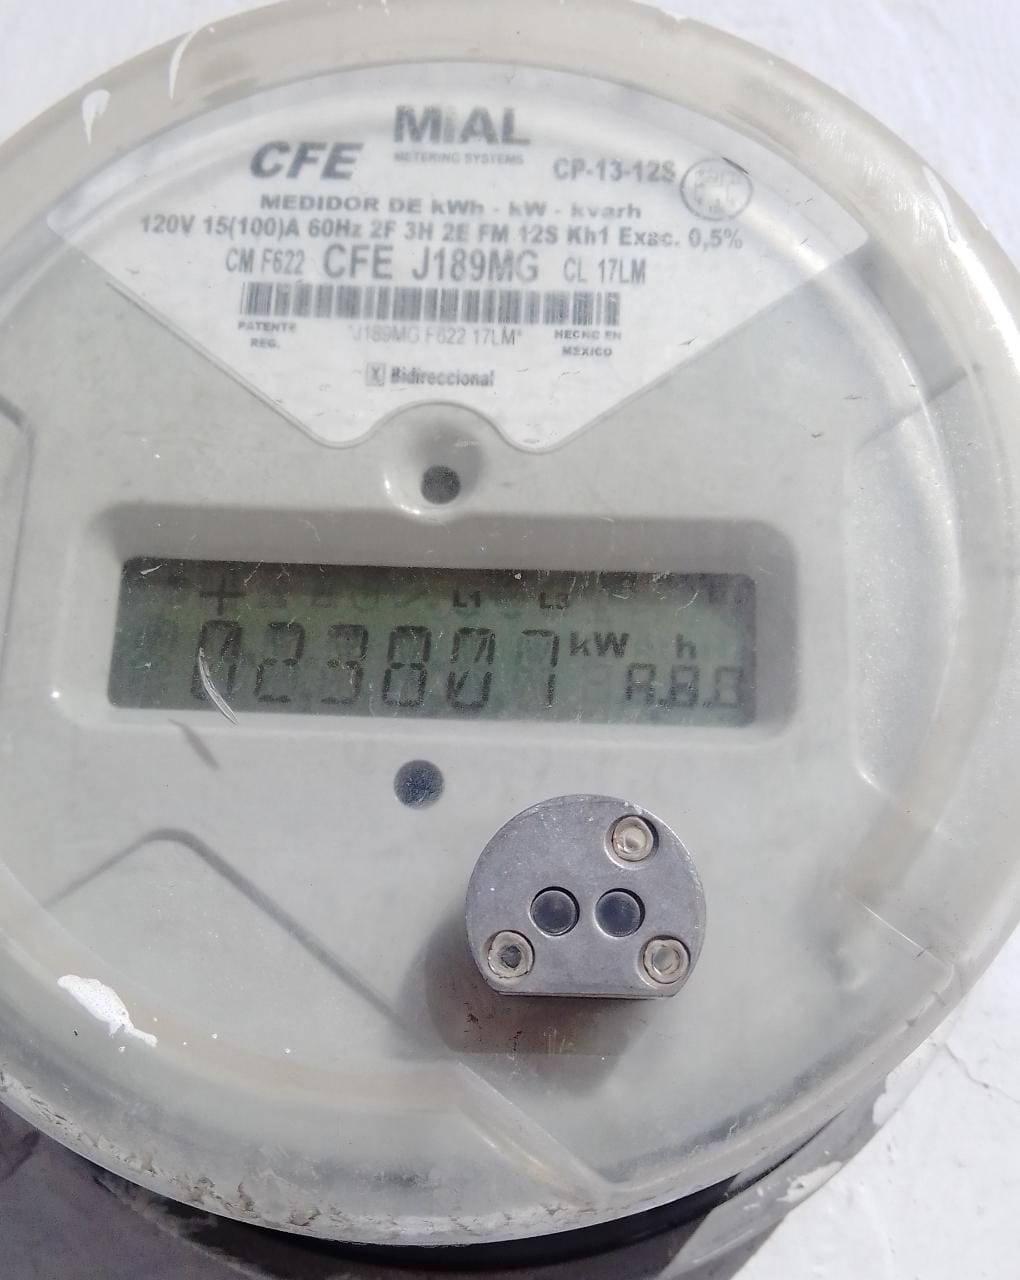 MIAL
METERING SYSTEMS
CFE
CP-13-12S
MEDIDOR DE kWh - kW - kvarh
120V 15(100)A 60Hz 2F 3H 2E FM 12S Kh1 Exac. 0,5%
CM F622 CFE J189MG CL 17LM
PATENTE REG.
*J189MG F622 17LM*
HECHO EN MEXICO
X Bidireccional
+ L1 L3
023807 kW h